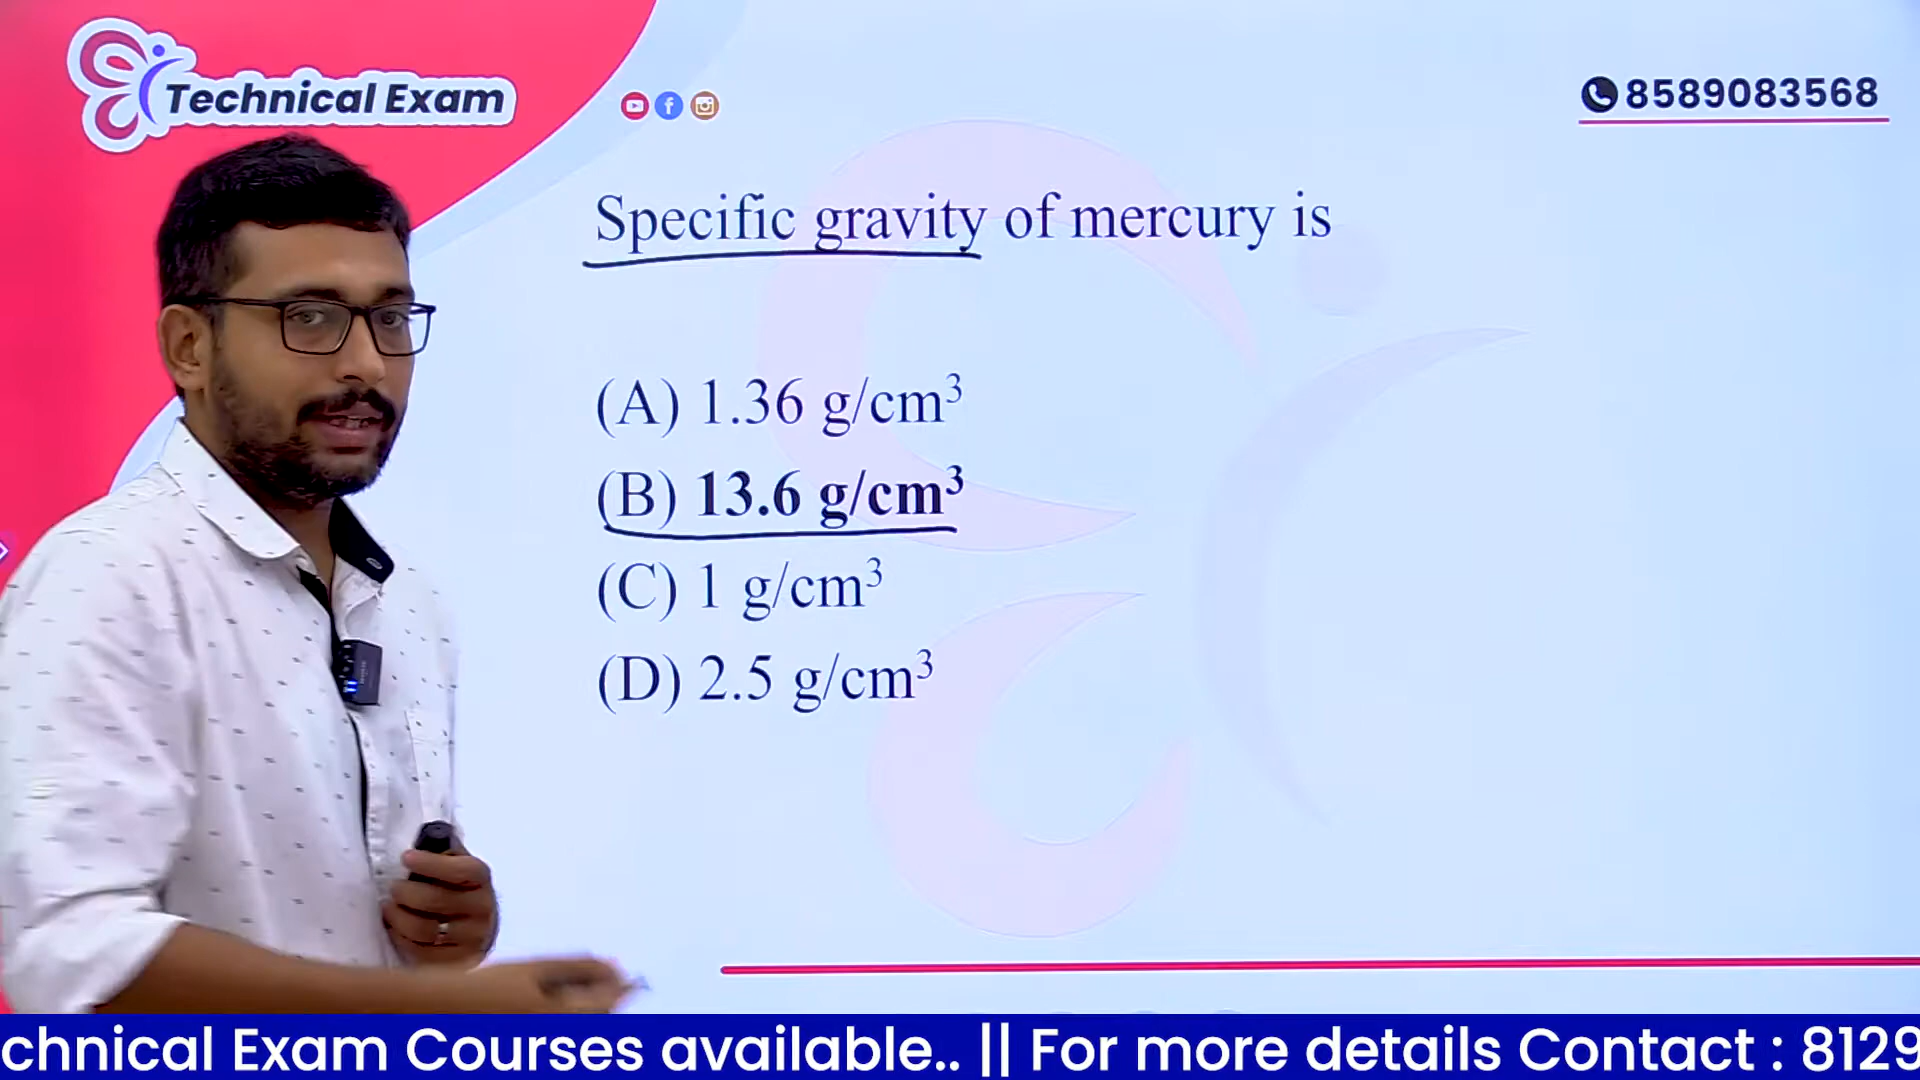 Technical Exam
8589083568
Specific gravity of mercury is
(A) 1.36 g/cm³
(B) 13.6 g/cm³
(C) 1 g/cm³
(D) 2.5 g/cm³
chnical Exam Courses available.. || For more details Contact : 8129